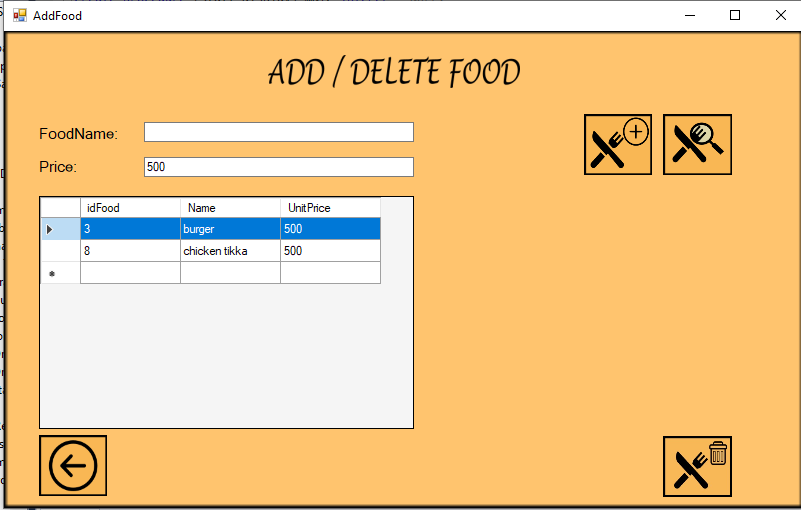 AddFood
ADD / DELETE FOOD
FoodName:
Price: 500
idFood Name UnitPrice
3 burger 500
8 chicken tikka 500